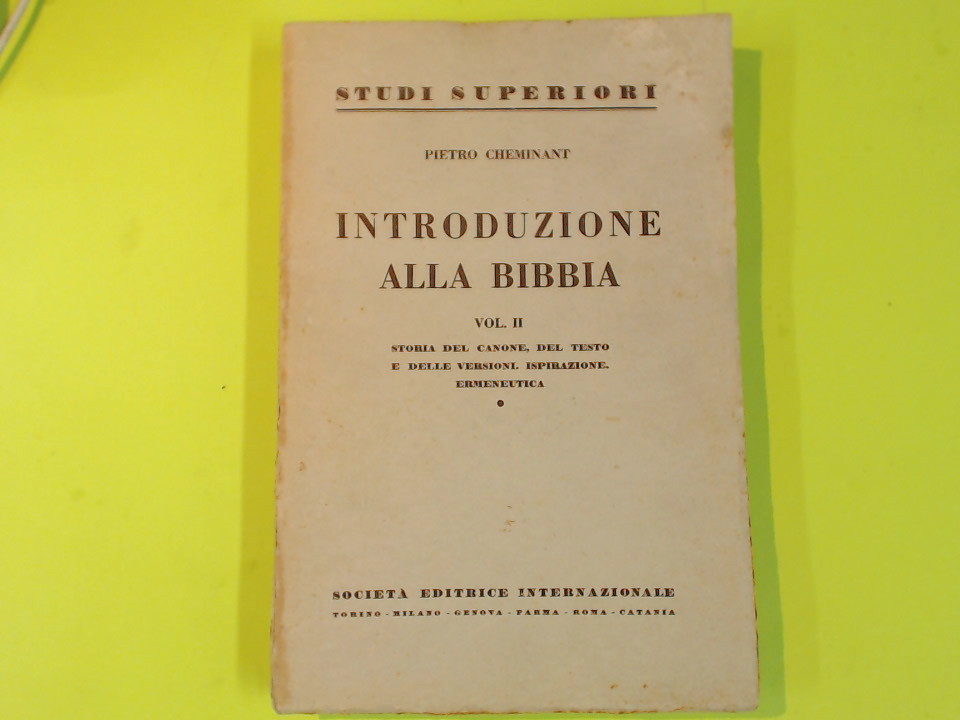 STUDI SUPERIORI
PIETRO CHEMINANT
INTRODUZIONE
ALLA BIBBIA
VOL. II
STORIA DEL CANONE, DEL TESTO
E DELLE VERSIONI. ISPIRAZIONE.
ERMENEUTICA
SOCIETÀ EDITRICE INTERNAZIONALE
TORINO - MILANO - GENOVA - PARMA - ROMA - CATANIA